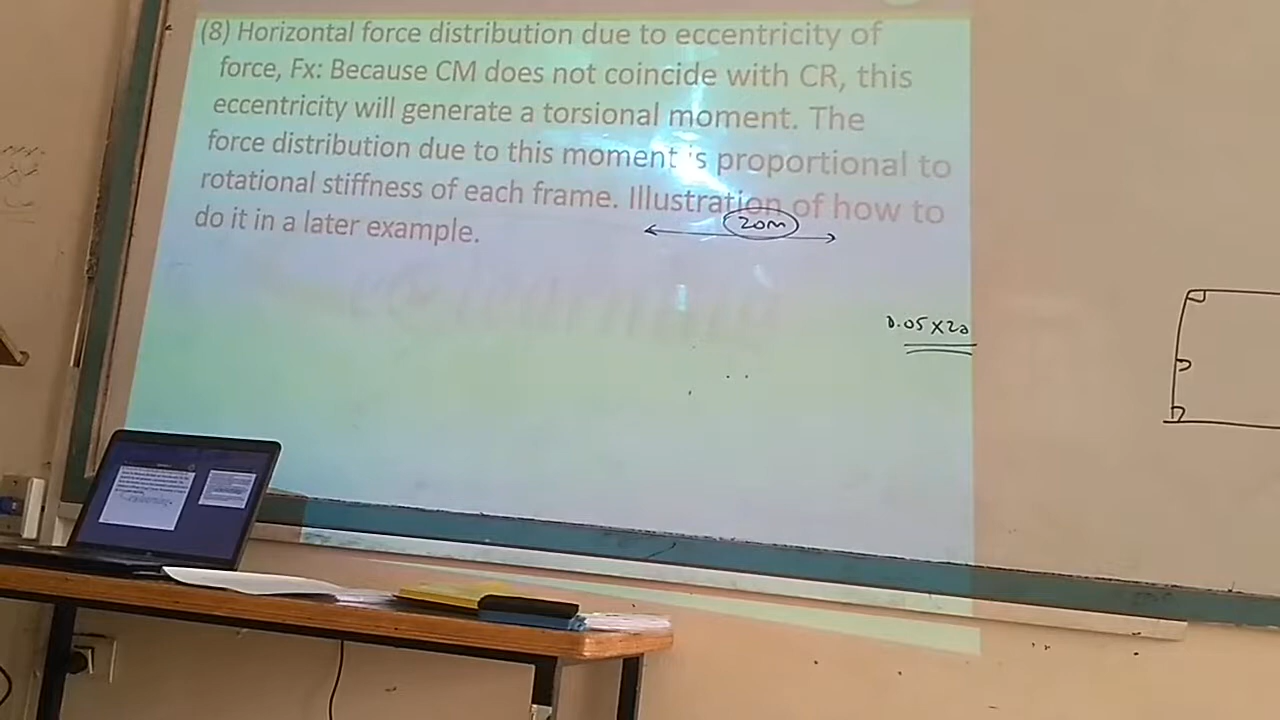 (8) Horizontal force distribution due to eccentricity of
force, Fx: Because CM does not coincide with CR, this
eccentricity will generate a torsional moment. The
force distribution due to this moment is proportional to
rotational stiffness of each frame. Illustration of how to
do it in a later example.
20m
0.05x20